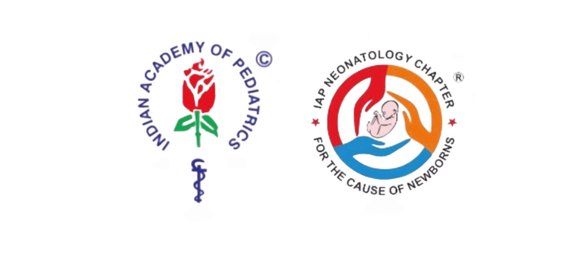 INDIAN ACADEMY OF PEDIATRICS
©
IAP NEONATOLOGY CHAPTER
®
FOR THE CAUSE OF NEWBORNS